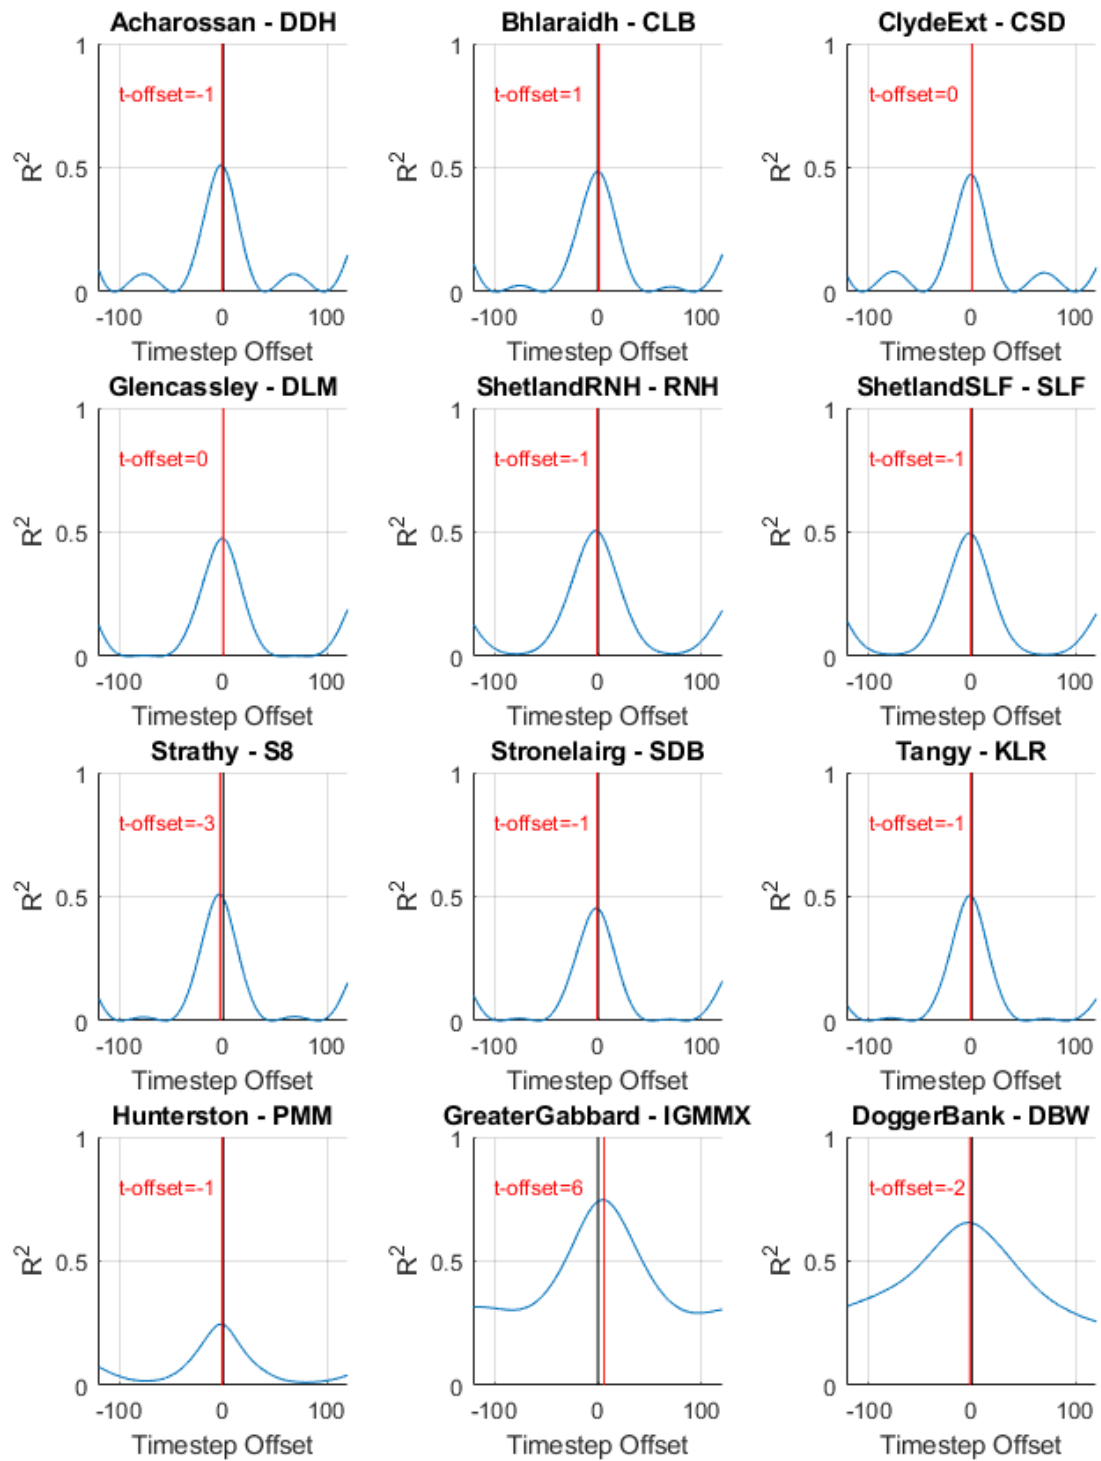 Acharossan - DDH
1
t-offset=-1
R2
0.5
0
-100 0 100
Timestep Offset
Bhlaraidh - CLB
1
t-offset=1
R2
0.5
0
-100 0 100
Timestep Offset
ClydeExt - CSD
1
t-offset=0
R2
0.5
0
-100 0 100
Timestep Offset
Glencassley - DLM
1
t-offset=0
R2
0.5
0
-100 0 100
Timestep Offset
ShetlandRNH - RNH
1
t-offset=-1
R2
0.5
0
-100 0 100
Timestep Offset
ShetlandSLF - SLF
1
t-offset=-1
R2
0.5
0
-100 0 100
Timestep Offset
Strathy - S8
1
t-offset=-3
R2
0.5
0
-100 0 100
Timestep Offset
Stronelairg - SDB
1
t-offset=-1
R2
0.5
0
-100 0 100
Timestep Offset
Tangy - KLR
1
t-offset=-1
R2
0.5
0
-100 0 100
Timestep Offset
Hunterston - PMM
1
t-offset=-1
R2
0.5
0
-100 0 100
Timestep Offset
GreaterGabbard - IGMMX
1
t-offset=6
R2
0.5
0
-100 0 100
Timestep Offset
DoggerBank - DBW
1
t-offset=-2
R2
0.5
0
-100 0 100
Timestep Offset